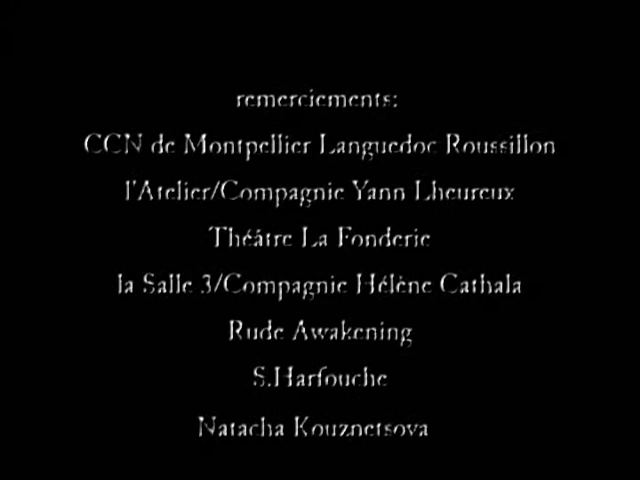 remerciements:
CCN de Montpellier Languedoc Roussillon
l'Atelier/Compagnie Yann Lheureux
Théâtre La Fonderie
la Salle 3/Compagnie Hélène Cathala
Rude Awakening
S.Harfouche
Natacha Kouznetsova